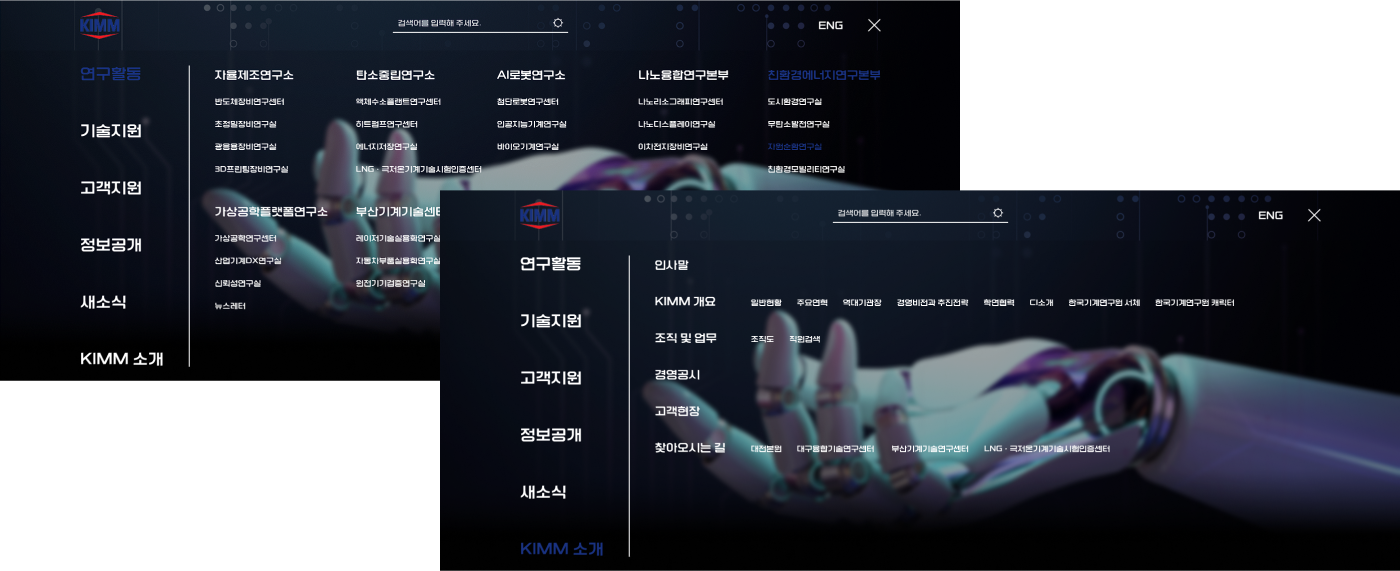 KIMM
검색어를 입력해 주세요.
ENG
연구활동
기술지원
고객지원
정보공개
새소식
KIMM 소개
자율제조연구소
반도체장비연구센터
초정밀장비연구실
광응용장비연구실
3D프린팅장비연구실
탄소중립연구소
액체수소플랜트연구센터
히트펌프연구센터
에너지저장연구실
LNG · 극저온기계기술시험인증센터
AI로봇연구소
첨단로봇연구센터
인공지능기계연구실
바이오기계연구실
나노융합연구본부
나노리소그래피연구센터
나노디스플레이연구실
이차전지장비연구실
친환경에너지연구본부
도시환경연구실
무탄소발전연구실
자원순환연구실
친환경모빌리티연구실
가상공학플랫폼연구소
가상공학연구센터
산업기계DX연구실
신뢰성연구실
뉴스레터
부산기계기술센터
레이저기술실용화연구실
자동차부품실용화연구실
원전기기검증연구실
KIMM
검색어를 입력해 주세요.
ENG
연구활동
기술지원
고객지원
정보공개
새소식
KIMM 소개
인사말
KIMM 개요 일반현황 주요연혁 역대기관장 경영비전과 추진전략 학연협력 CI소개 한국기계연구원 서체 한국기계연구원 캐릭터
조직 및 업무 조직도 직원검색
경영공시
고객헌장
찾아오시는 길 대전본원 대구융합기술연구센터 부산기계기술연구센터 LNG · 극저온기계기술시험인증센터